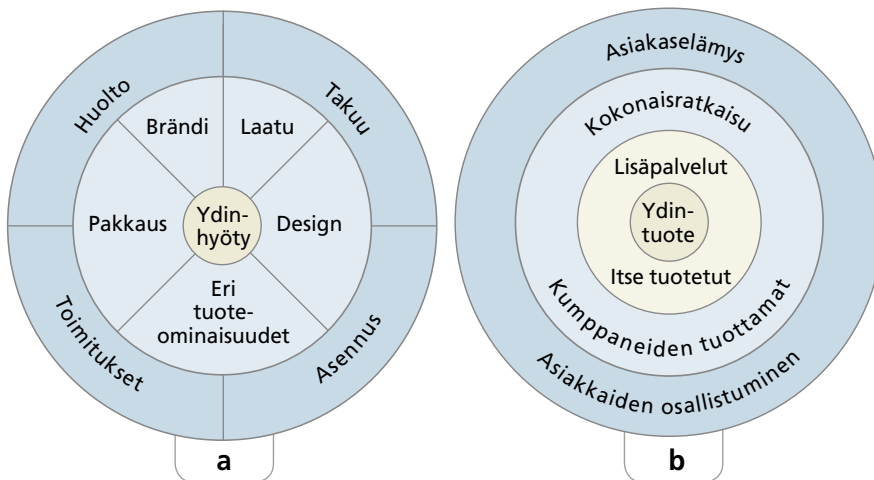 Huolto
Takuu
Brändi
Laatu
Pakkaus
Ydin-
hyöty
Design
Eri
tuote-
ominaisuudet
Toimitukset
Asennus
a
Asiakaselämys
Kokonaisratkaisu
Lisäpalvelut
Ydin-
tuote
Itse tuotetut
Kumppaneiden tuottamat
Asiakkaiden osallistuminen
b